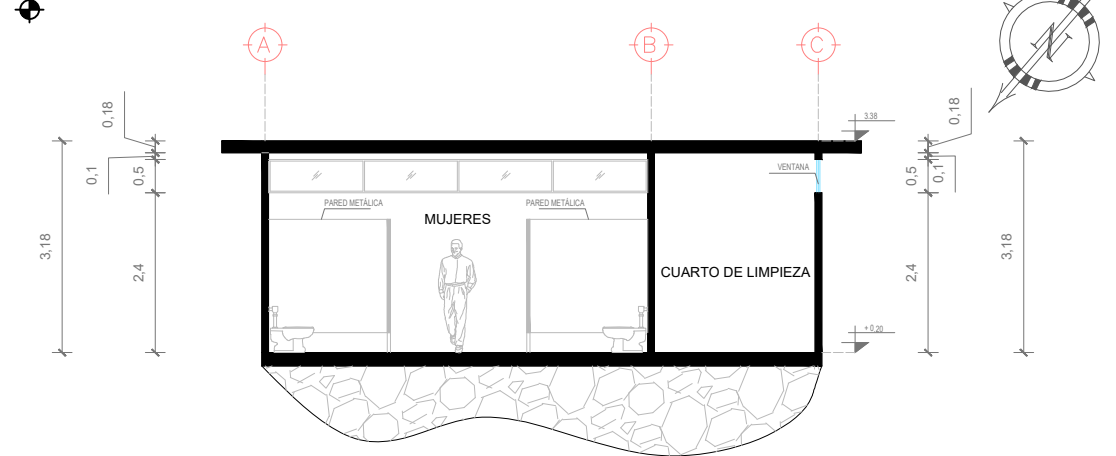 A B C
N
0,18
0,1
0,5
3,18
2,4
3.38
0,18
0,1
0,5
VENTANA
PARED METÁLICA
PARED METÁLICA
MUJERES
CUARTO DE LIMPIEZA
2,4
3,18
+ 0,20